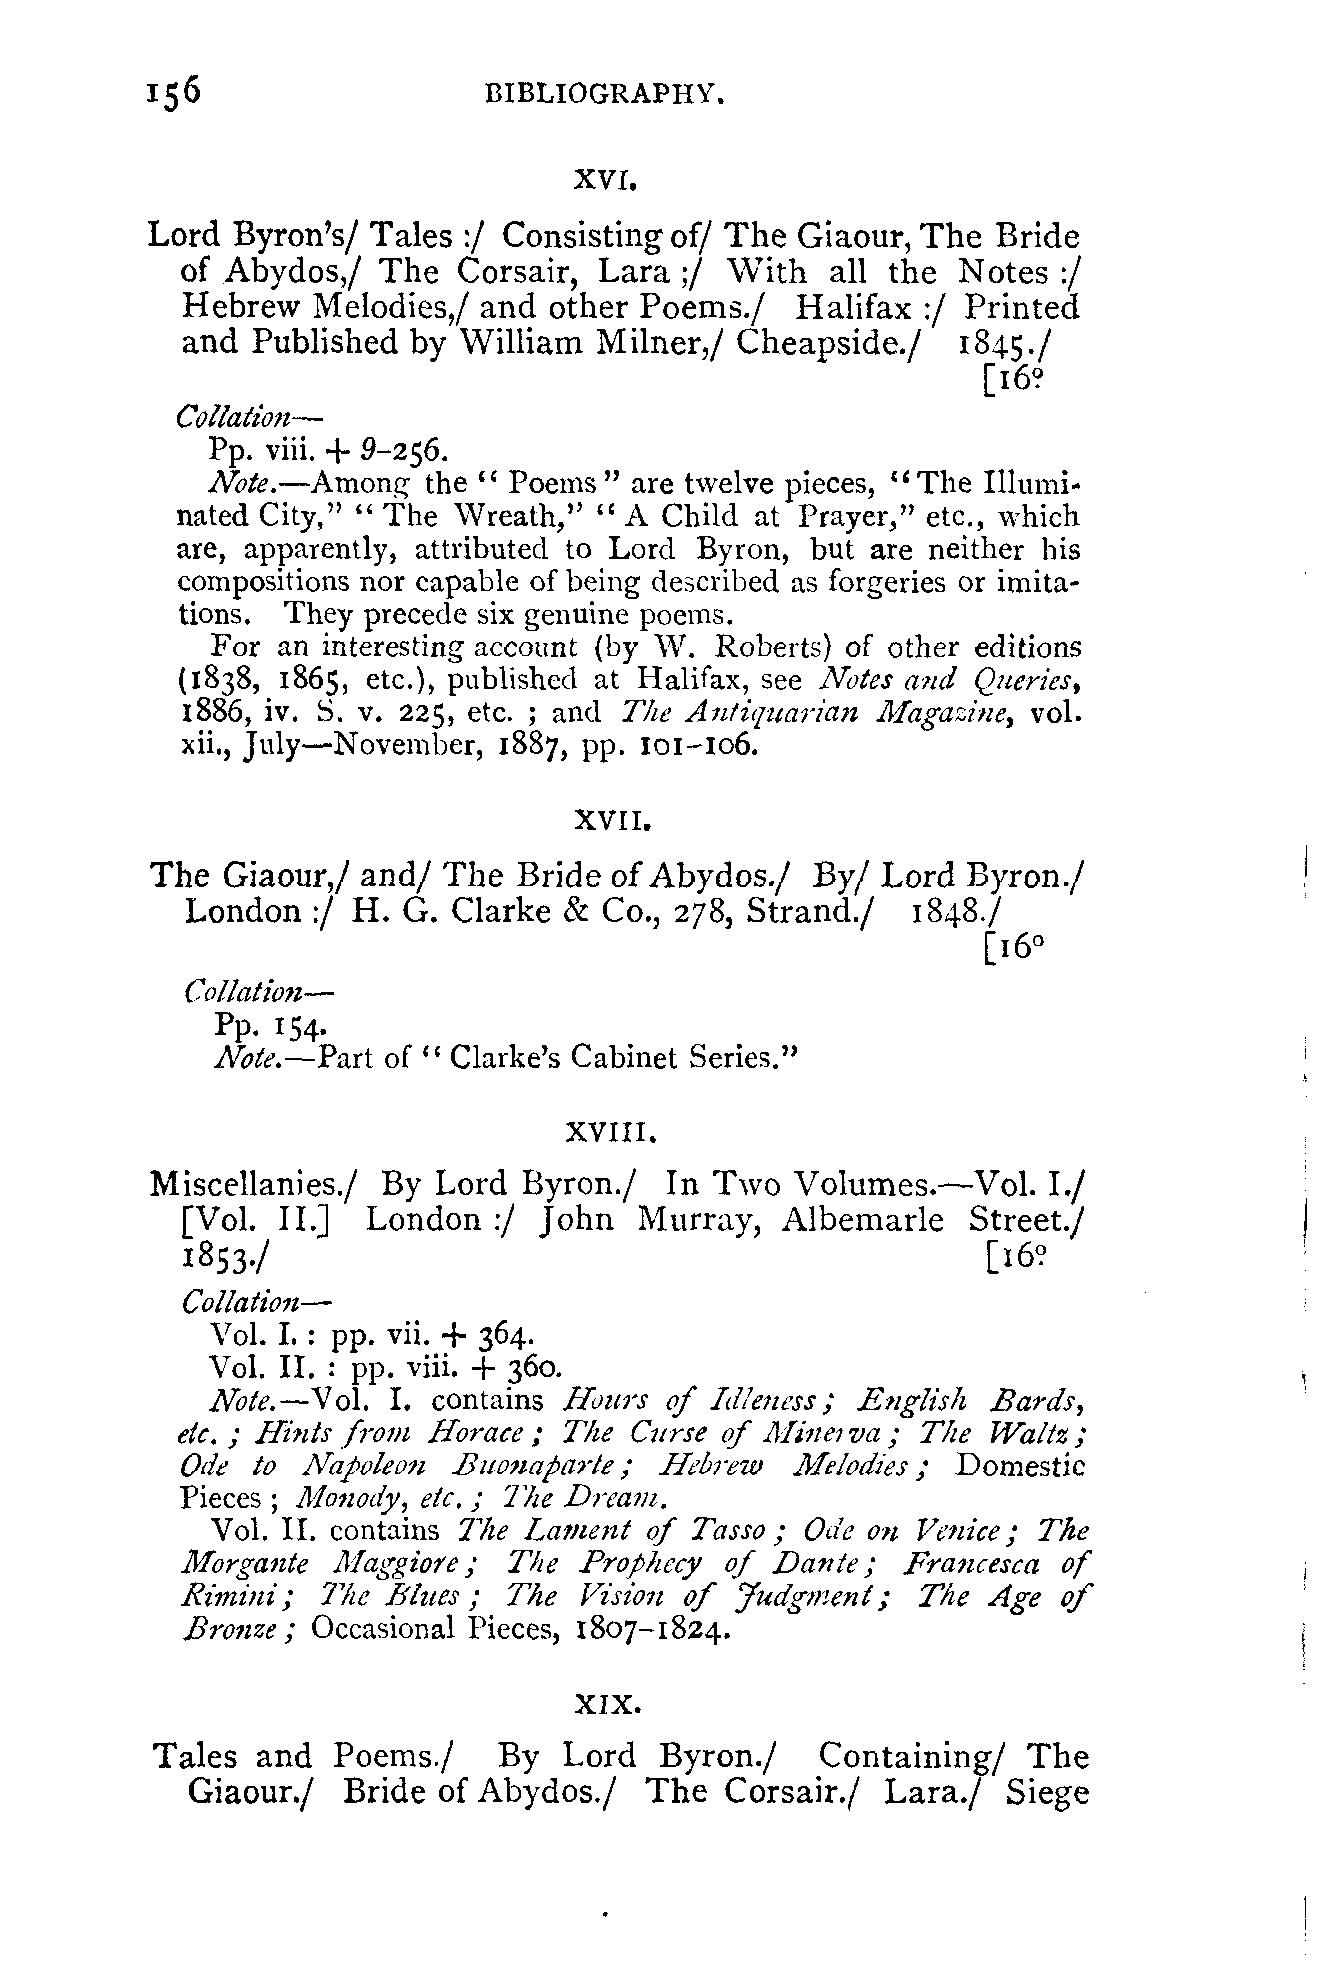 156 BIBLIOGRAPHY.
XVI.
Lord Byron's/ Tales :/ Consisting of/ The Giaour, The Bride
of Abydos,/ The Corsair, Lara ;/ With all the Notes :/
Hebrew Melodies,/ and other Poems./ Halifax :/ Printed
and Published by William Milner,/ Cheapside./ 1845./
[16º
Collation—
Pp. viii. + 9-256.
Note.—Among the “ Poems ” are twelve pieces, “The Illumi-
nated City,” “ The Wreath,” “ A Child at Prayer,” etc., which
are, apparently, attributed to Lord Byron, but are neither his
compositions nor capable of being described as forgeries or imita-
tions. They precede six genuine poems.
For an interesting account (by W. Roberts) of other editions
(1838, 1865, etc.), published at Halifax, see Notes and Queries,
1886, iv. S. v. 225, etc. ; and The Antiquarian Magazine, vol.
xii., July—November, 1887, pp. 101-106.
XVII.
The Giaour,/ and/ The Bride of Abydos./ By/ Lord Byron./
London :/ H. G. Clarke & Co., 278, Strand./ 1848./
[16º
Collation—
Pp. 154.
Note.—Part of “ Clarke's Cabinet Series.”
XVIII.
Miscellanies./ By Lord Byron./ In Two Volumes.—Vol. I./
[Vol. II.] London :/ John Murray, Albemarle Street./
1853./ [16º
Collation—
Vol. I. : pp. vii. + 364.
Vol. II. : pp. viii. + 360.
Note.—Vol. I. contains Hours of Idleness ; English Bards,
etc. ; Hints from Horace ; The Curse of Minerva ; The Waltz ;
Ode to Napoleon Buonaparte ; Hebrew Melodies ; Domestic
Pieces ; Monody, etc. ; The Dream.
Vol. II. contains The Lament of Tasso ; Ode on Venice ; The
Morgante Maggiore ; The Prophecy of Dante ; Francesca of
Rimini ; The Blues ; The Vision of Judgment ; The Age of
Bronze ; Occasional Pieces, 1807-1824.
XIX.
Tales and Poems./ By Lord Byron./ Containing/ The
Giaour./ Bride of Abydos./ The Corsair./ Lara./ Siege